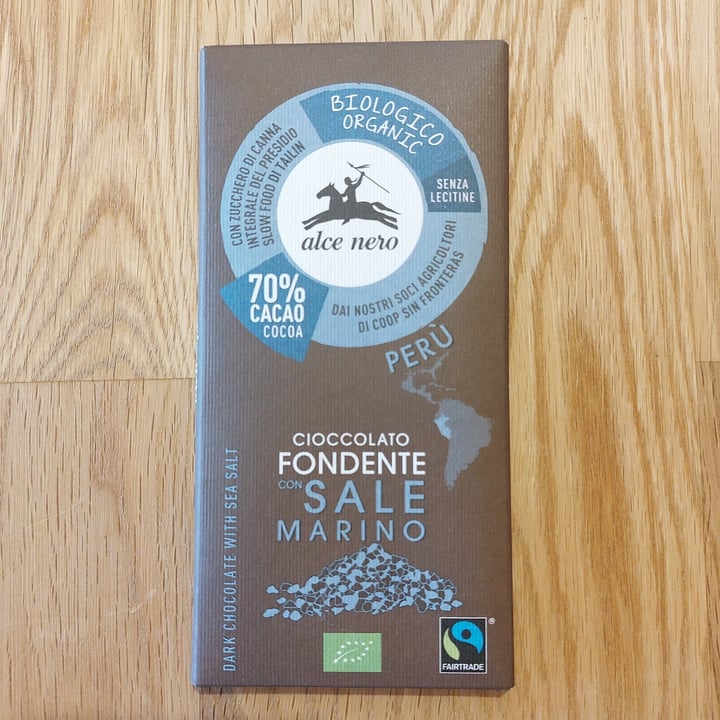 BIOLOGICO
ORGANIC
CON ZUCCHERO DI CANNA
INTEGRALE DEL PRESIDIO
SLOW FOOD DI TAILIN
SENZA
LECITINE
alce nero
70%
CACAO
COCOA
DAI NOSTRI SOCI AGRICOLTORI
DI COOP SIN FRONTERAS
PERÙ
CIOCCOLATO
FONDENTE
CON SALE
MARINO
DARK CHOCOLATE WITH SEA SALT
FAIRTRADE
®